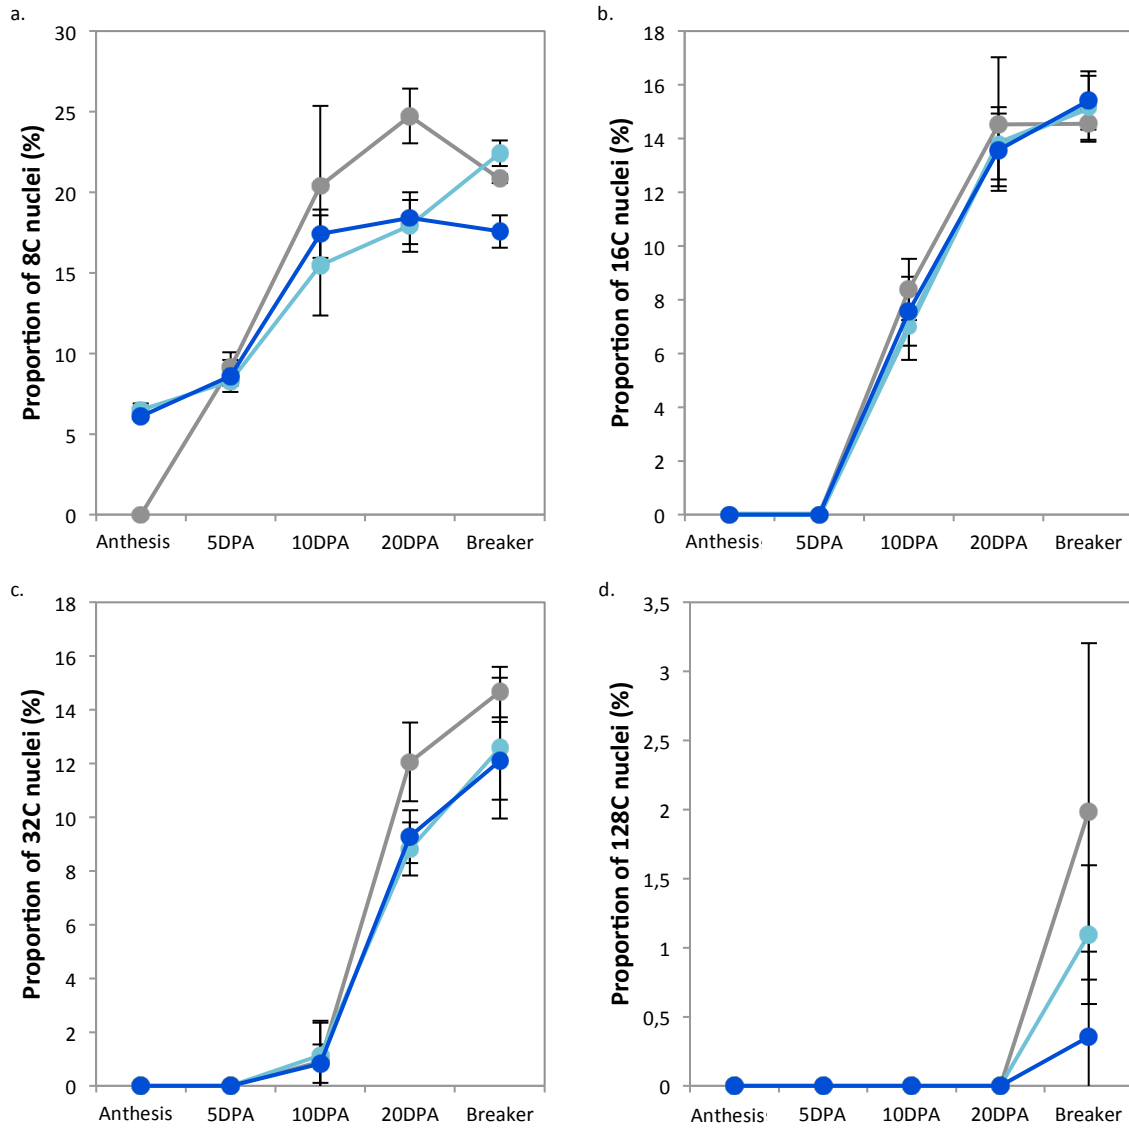 a.
Proportion of 8C nuclei (%)
30
25
20
15
10
5
0
Anthesis 5DPA 10DPA 20DPA Breaker
b.
Proportion of 16C nuclei (%)
18
16
14
12
10
8
6
4
2
0
Anthesis 5DPA 10DPA 20DPA Breaker
c.
Proportion of 32C nuclei (%)
18
16
14
12
10
8
6
4
2
0
Anthesis 5DPA 10DPA 20DPA Breaker
d.
Proportion of 128C nuclei (%)
3,5
3
2,5
2
1,5
1
0,5
0
Anthesis 5DPA 10DPA 20DPA Breaker